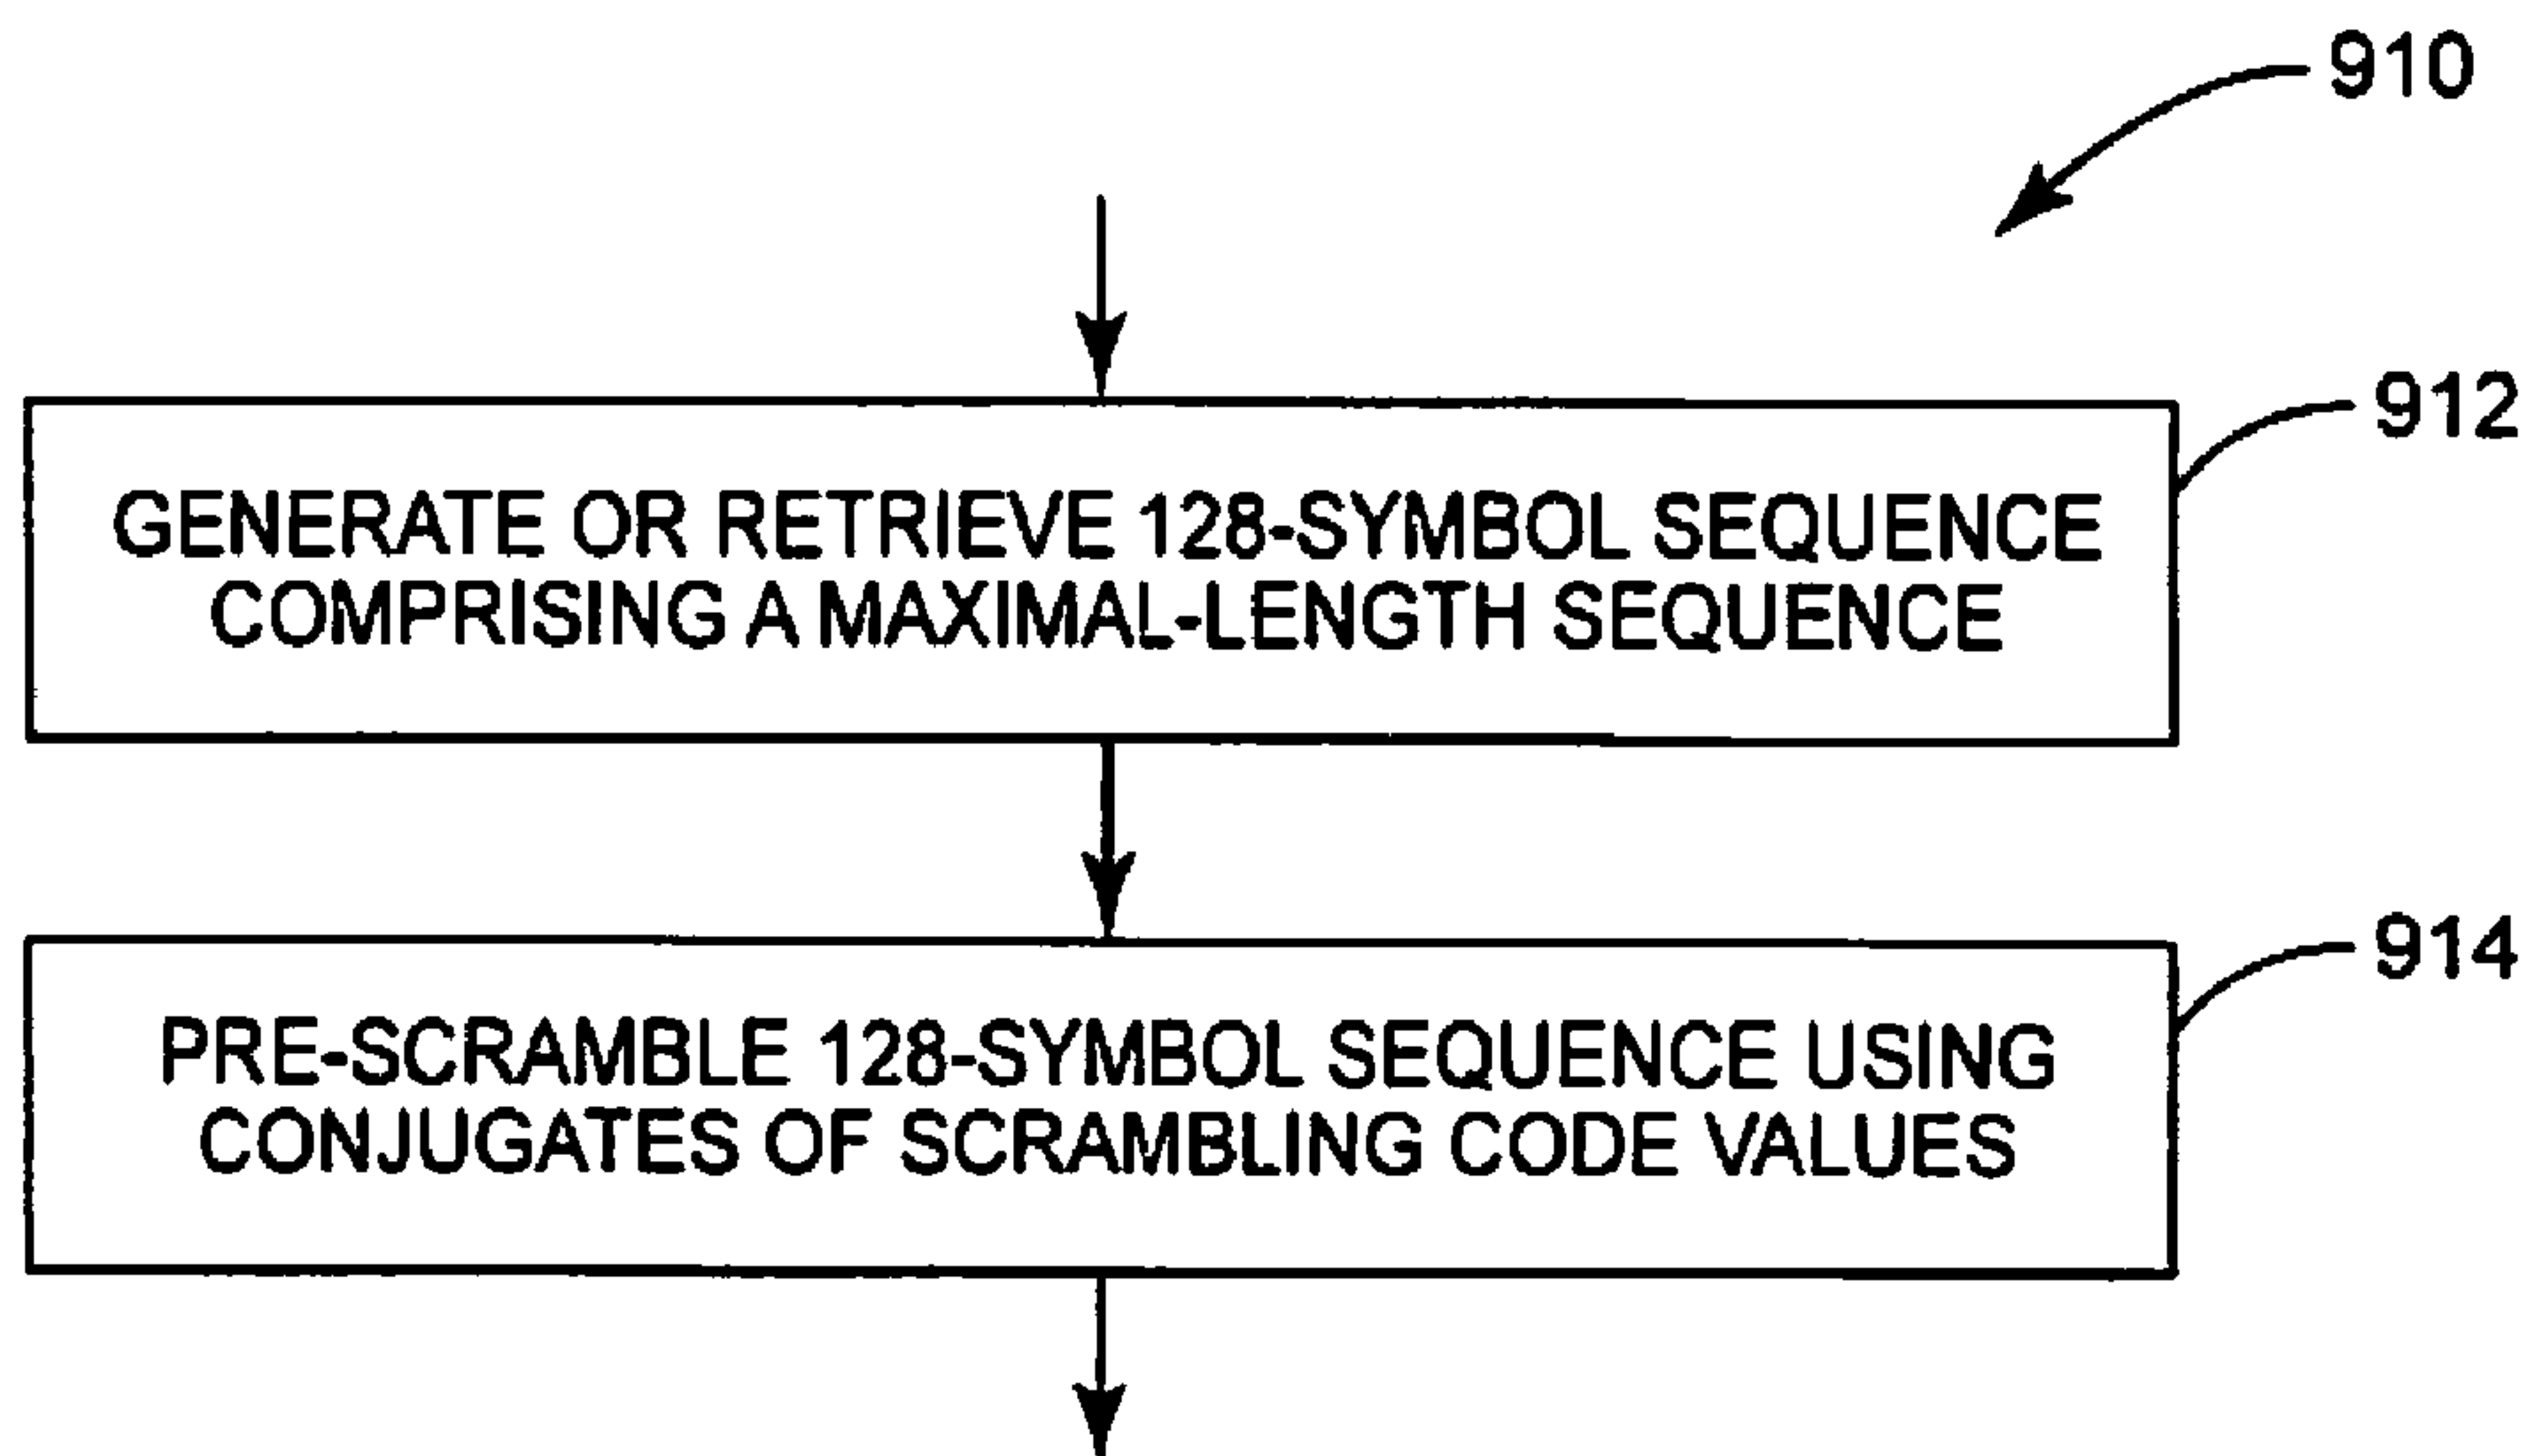 910
912
GENERATE OR RETRIEVE 128-SYMBOL SEQUENCE
COMPRISING A MAXIMAL-LENGTH SEQUENCE
914
PRE-SCRAMBLE 128-SYMBOL SEQUENCE USING
CONJUGATES OF SCRAMBLING CODE VALUES